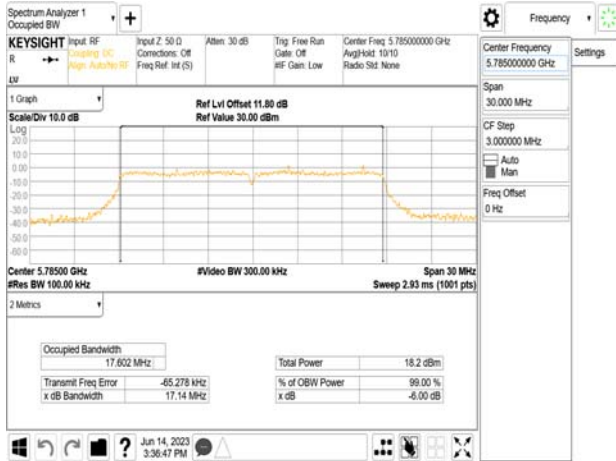 Spectrum Analyzer 1
Occupied BW
Frequency
KEYSIGHT Input: RF Input Z: 50 Ω Atten: 30 dB Trig: Free Run Center Freq: 5.785000000 GHz
R Coupling: DC Corrections: Off Gate: Off Avg|Hold: 10/10
Align: Auto/No RF Freq Ref: Int (S) #IF Gain: Low Radio Std: None
LXI
Center Frequency
5.785000000 GHz
Settings
Span
30.000 MHz
CF Step
3.000000 MHz
Auto
Man
Freq Offset
0 Hz
1 Graph
Ref Lvl Offset 11.80 dB
Scale/Div 10.0 dB Ref Value 30.00 dBm
Log
20.0
10.0
0.00
-10.0
-20.0
-30.0
-40.0
-50.0
-60.0
Center 5.78500 GHz #Video BW 300.00 kHz Span 30 MHz
#Res BW 100.00 kHz Sweep 2.93 ms (1001 pts)
2 Metrics
Occupied Bandwidth
17.602 MHz
Total Power 18.2 dBm
Transmit Freq Error -65.278 kHz % of OBW Power 99.00 %
x dB Bandwidth 17.14 MHz x dB -6.00 dB
Jun 14, 2023
3:36:47 PM